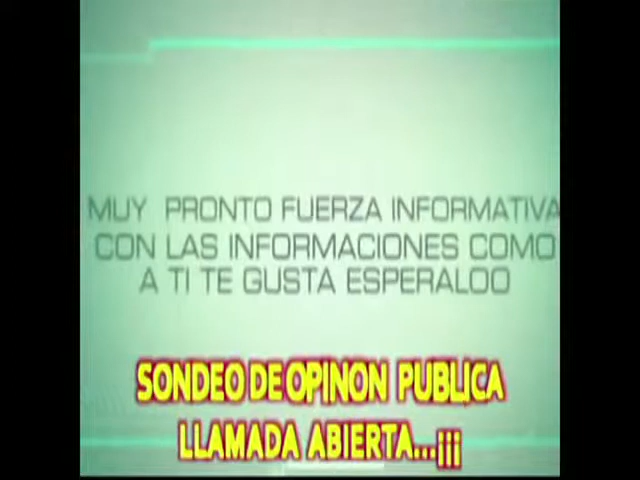 MUY PRONTO FUERZA INFORMATIVA
CON LAS INFORMACIONES COMO
A TI TE GUSTA ESPERALOO
SONDEO DE OPINON PUBLICA
LLAMADA ABIERTA...¡¡¡